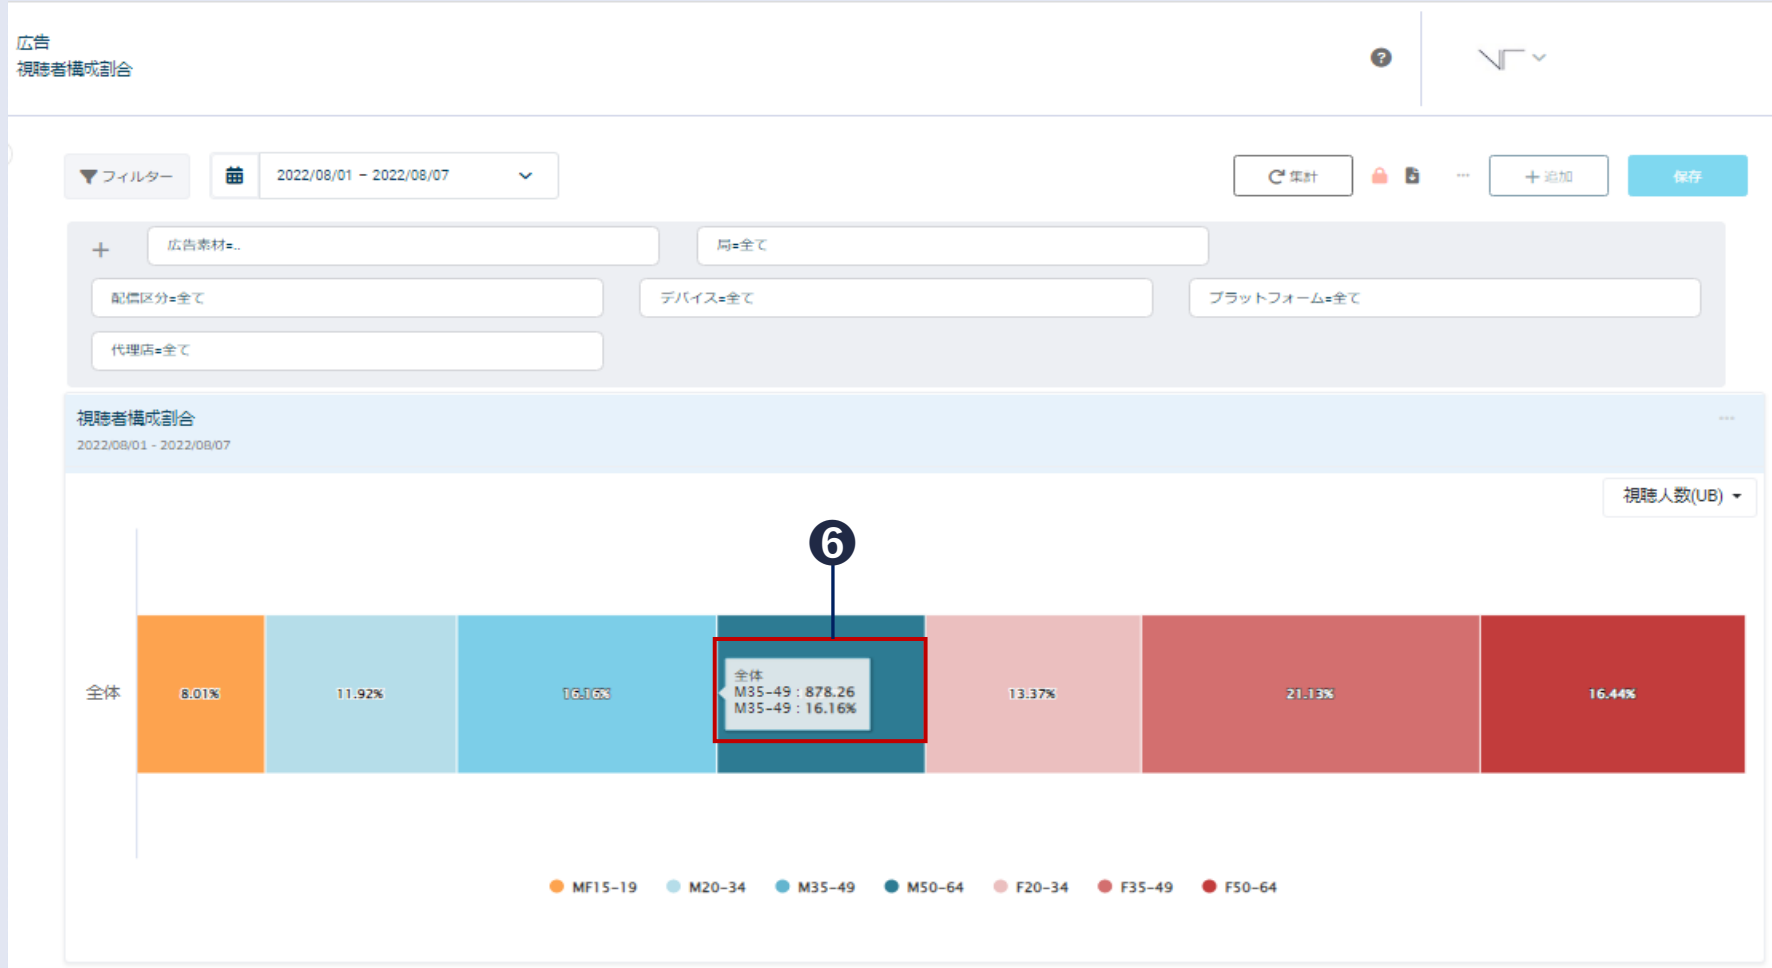 広告
視聴者構成割合
フィルター
2022/08/01 - 2022/08/07
集計
追加
保存
広告素材=..
局=全て
配信区分=全て
デバイス=全て
プラットフォーム=全て
代理店=全て
視聴者構成割合
2022/08/01 - 2022/08/07
視聴人数(UB)
6
全体
8.01%
11.92%
16.16%
全体
M35-49 : 878.26
M35-49 : 16.16%
13.37%
21.13%
16.44%
MF15-19
M20-34
M35-49
M50-64
F20-34
F35-49
F50-64